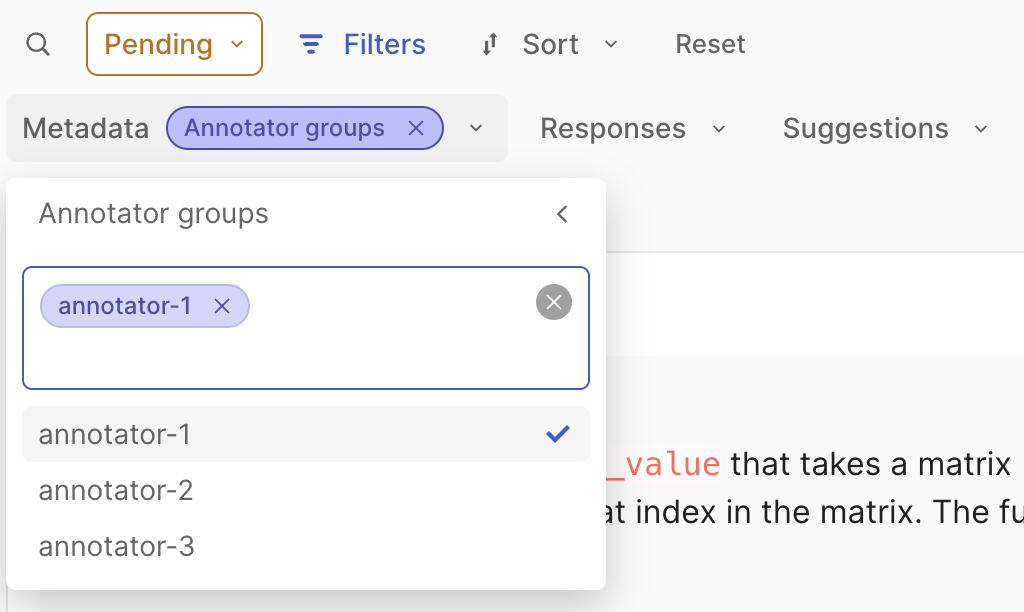 Pending Filters Sort Reset
Metadata Annotator groups Responses Suggestions
Annotator groups
annotator-1
annotator-1
annotator-2
annotator-3
_value that takes a matrix
at index in the matrix. The fu